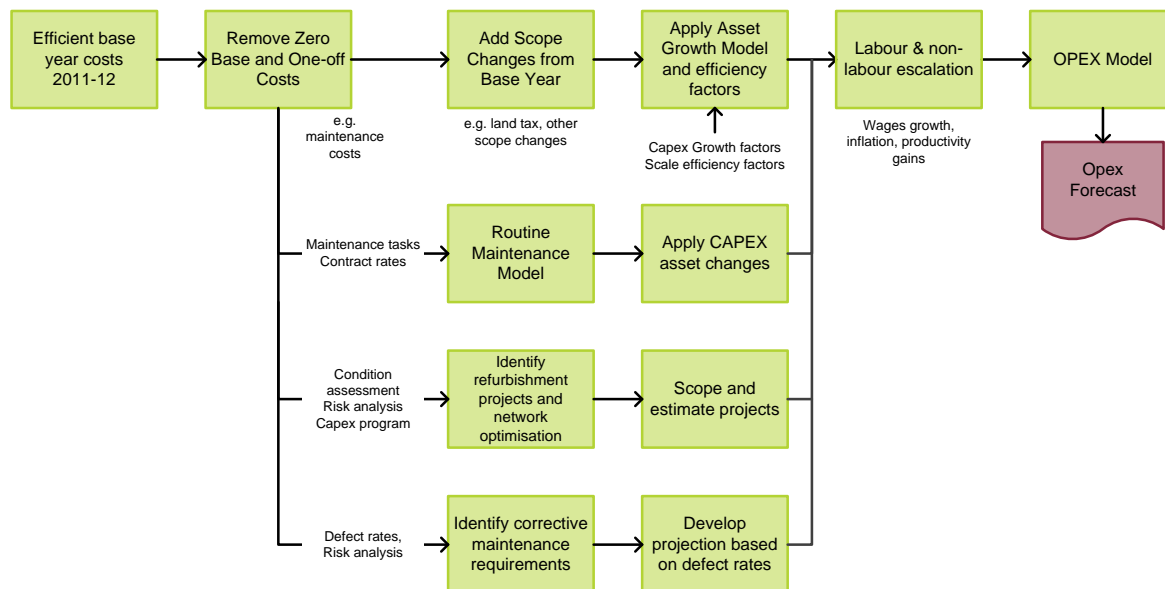 Efficient base
year costs
2011-12
Remove Zero
Base and One-off
Costs
Add Scope
Changes from
Base Year
Apply Asset
Growth Model
and efficiency
factors
Labour & non-
labour escalation
OPEX Model
e.g.
maintenance
costs
e.g. land tax, other
scope changes
Capex Growth factors
Scale efficiency factors
Wages growth,
inflation, productivity
gains
Opex
Forecast
Maintenance tasks
Contract rates
Routine
Maintenance
Model
Apply CAPEX
asset changes
Condition
assessment
Risk analysis
Capex program
Identify
refurbishment
projects and
network
optimisation
Scope and
estimate projects
Defect rates,
Risk analysis
Identify corrective
maintenance
requirements
Develop
projection based
on defect rates